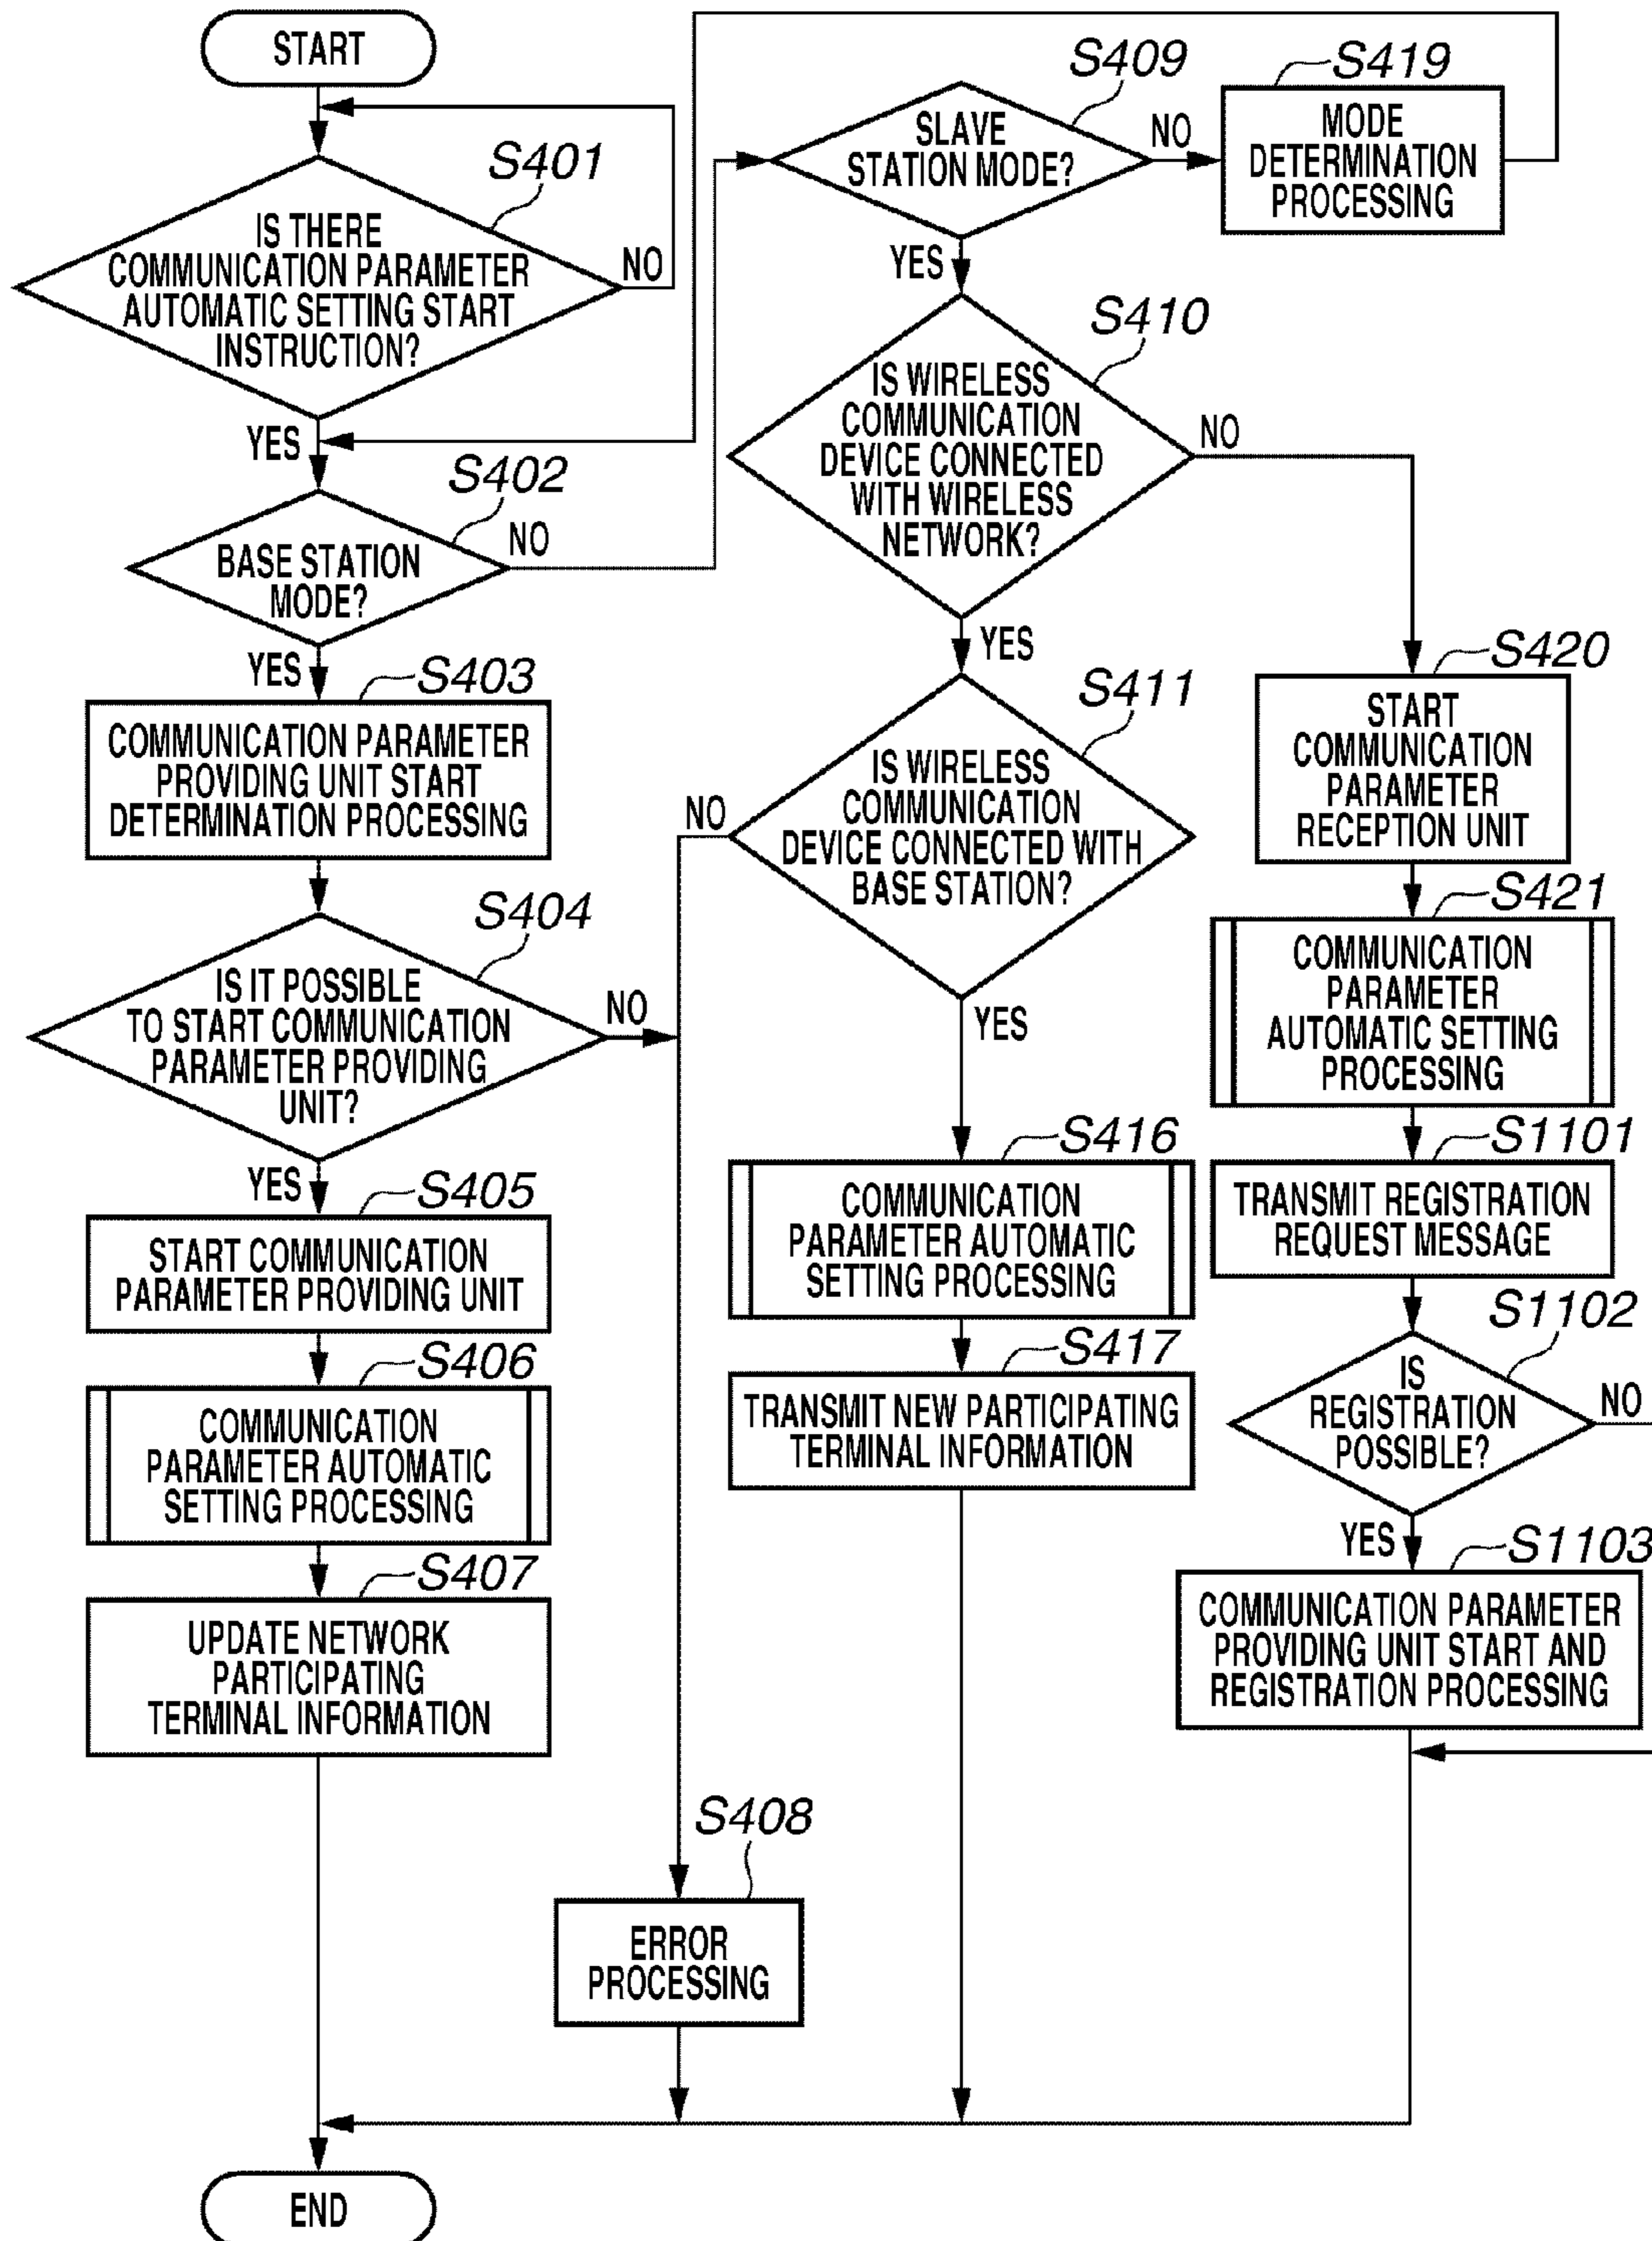 START
S401
IS THERE
COMMUNICATION PARAMETER
AUTOMATIC SETTING START
INSTRUCTION?
NO
YES
S402
BASE STATION
MODE?
NO
YES
S403
COMMUNICATION PARAMETER
PROVIDING UNIT START
DETERMINATION PROCESSING
S404
IS IT POSSIBLE
TO START COMMUNICATION
PARAMETER PROVIDING
UNIT?
NO
YES
S405
START COMMUNICATION
PARAMETER PROVIDING UNIT
S406
COMMUNICATION
PARAMETER AUTOMATIC
SETTING PROCESSING
S407
UPDATE NETWORK
PARTICIPATING
TERMINAL INFORMATION
S408
ERROR
PROCESSING
END
S409
SLAVE
STATION MODE?
NO
YES
S419
MODE
DETERMINATION
PROCESSING
S410
IS WIRELESS
COMMUNICATION
DEVICE CONNECTED
WITH WIRELESS
NETWORK?
NO
YES
S411
IS WIRELESS
COMMUNICATION
DEVICE CONNECTED WITH
BASE STATION?
NO
YES
S416
COMMUNICATION
PARAMETER AUTOMATIC
SETTING PROCESSING
S417
TRANSMIT NEW PARTICIPATING
TERMINAL INFORMATION
S420
START
COMMUNICATION
PARAMETER
RECEPTION UNIT
S421
COMMUNICATION
PARAMETER
AUTOMATIC SETTING
PROCESSING
S1101
TRANSMIT REGISTRATION
REQUEST MESSAGE
S1102
IS
REGISTRATION
POSSIBLE?
NO
YES
S1103
COMMUNICATION PARAMETER
PROVIDING UNIT START AND
REGISTRATION PROCESSING